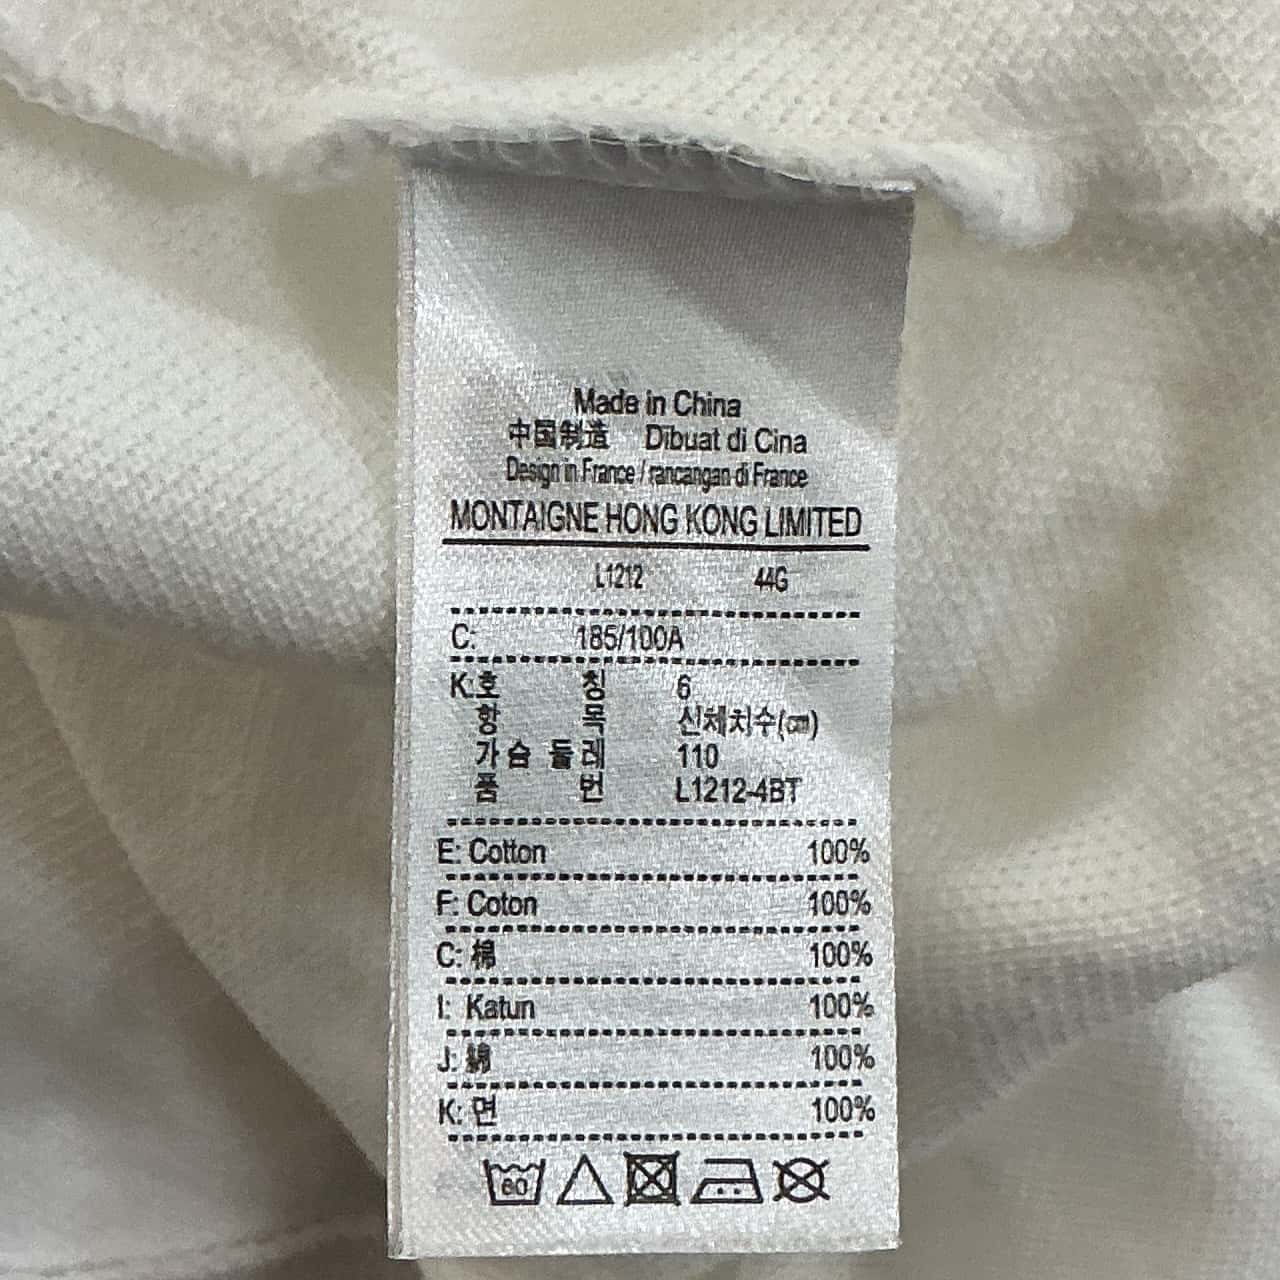 Made in China
中国制造 Dibuat di Cina
Design in France / rancangan di France
MONTAIGNE HONG KONG LIMITED
L1212 44G
C: 185/100A
K:호 칭 6
항 목 신체치수(㎝)
가슴 둘레 110
품 번 L1212-4BT
E: Cotton 100%
F: Coton 100%
C: 棉 100%
I: Katun 100%
J: 綿 100%
K: 면 100%
60